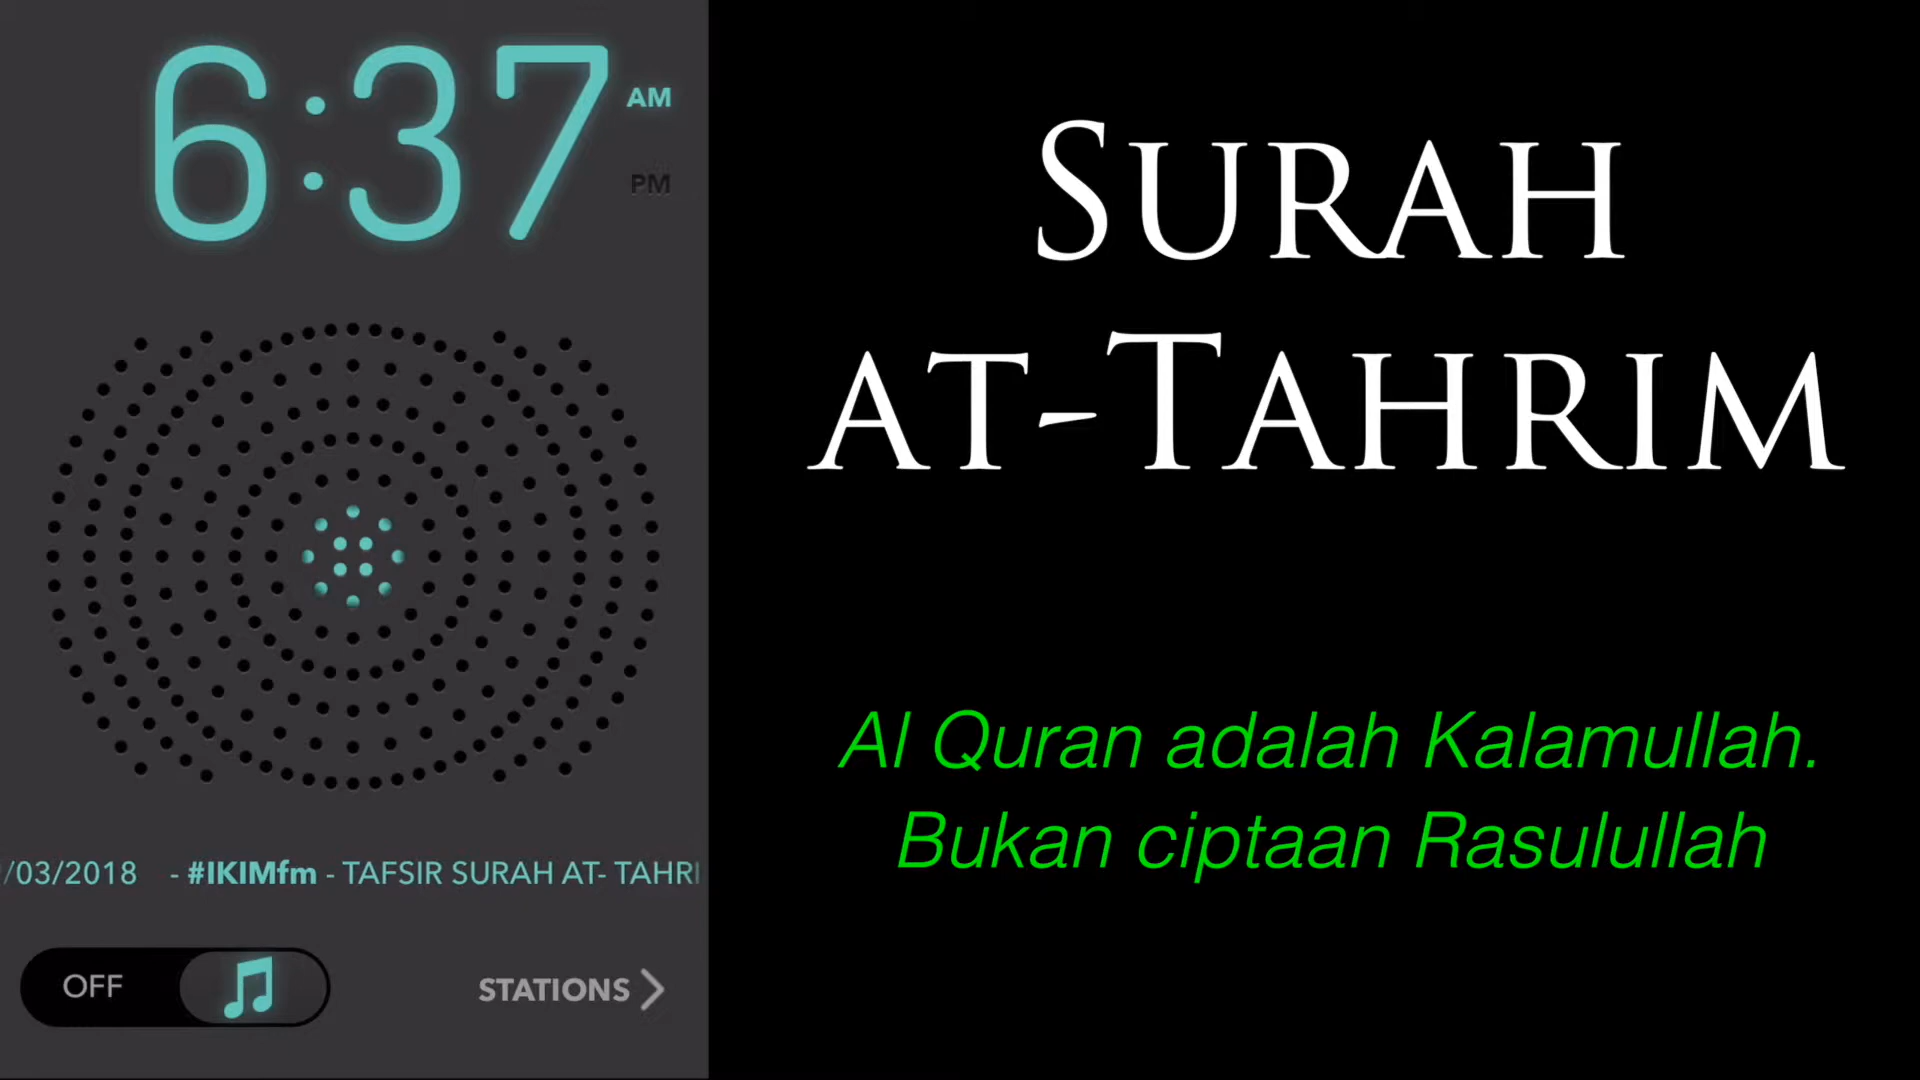 6:37
AM
PM
/03/2018 - #IKIMfm - TAFSIR SURAH AT- TAHRI
OFF
STATIONS
SURAH
AT-TAHRIM
Al Quran adalah Kalamullah.
Bukan ciptaan Rasulullah